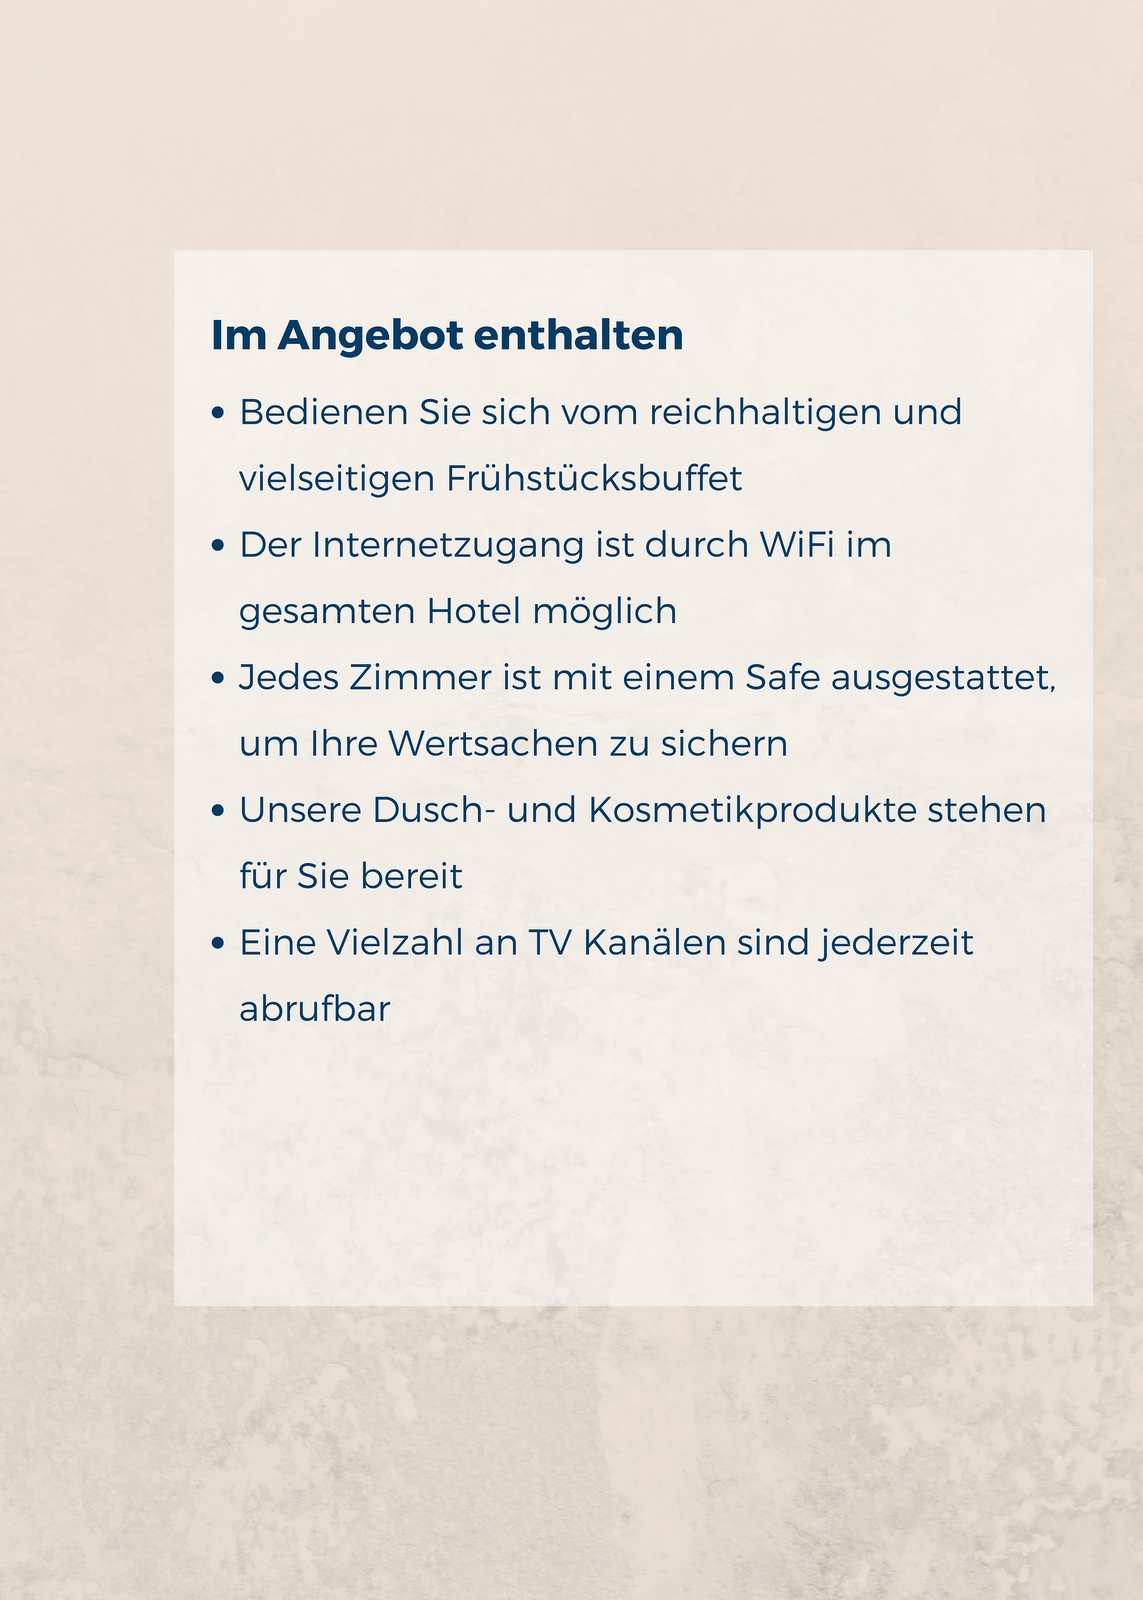 Im Angebot enthalten
• Bedienen Sie sich vom reichhaltigen und
vielseitigen Frühstücksbuffet
• Der Internetzugang ist durch WiFi im
gesamten Hotel möglich
• Jedes Zimmer ist mit einem Safe ausgestattet,
um Ihre Wertsachen zu sichern
• Unsere Dusch- und Kosmetikprodukte stehen
für Sie bereit
• Eine Vielzahl an TV Kanälen sind jederzeit
abrufbar